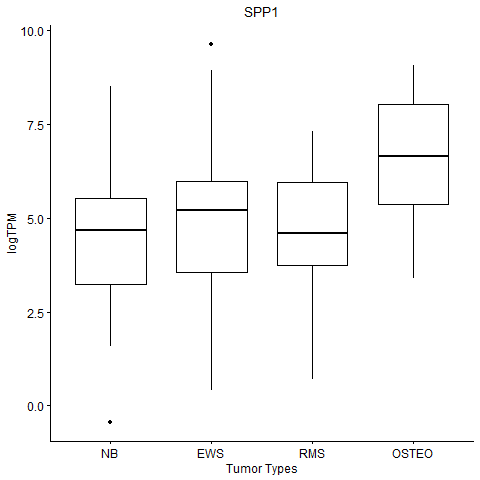 SPP1
10.0
7.5
5.0
2.5
0.0
logTPM
NB EWS RMS OSTEO
Tumor Types